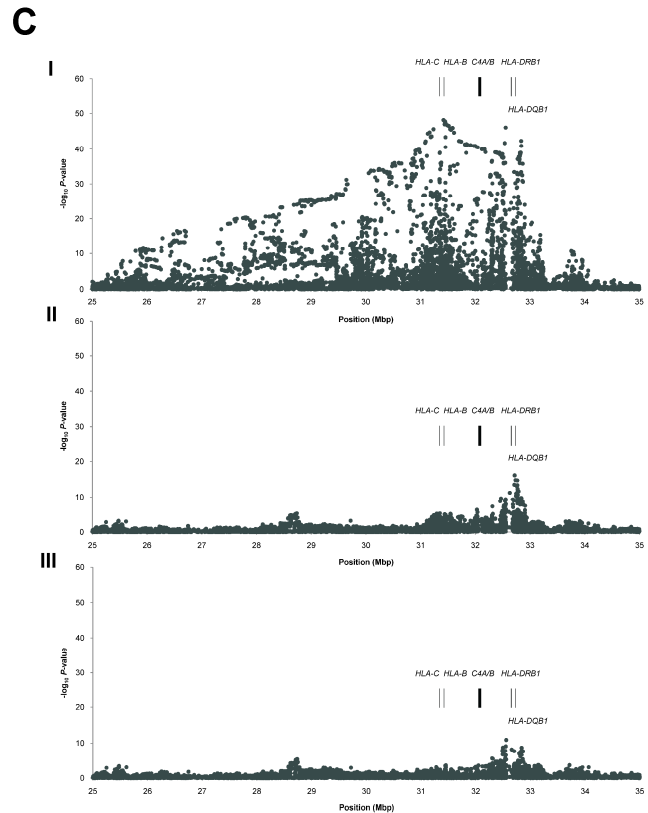 C
I
HLA-C HLA-B C4A/B HLA-DRB1
HLA-DQB1
60
50
40
30
20
10
0
-log10 P-value
25 26 27 28 29 30 31 32 33 34 35
Position (Mbp)
II
60
50
40
30
20
10
0
-log10 P-value
HLA-C HLA-B C4A/B HLA-DRB1
HLA-DQB1
25 26 27 28 29 30 31 32 33 34 35
Position (Mbp)
III
60
50
40
30
20
10
0
-log10 P-value
HLA-C HLA-B C4A/B HLA-DRB1
HLA-DQB1
25 26 27 28 29 30 31 32 33 34 35
Position (Mbp)